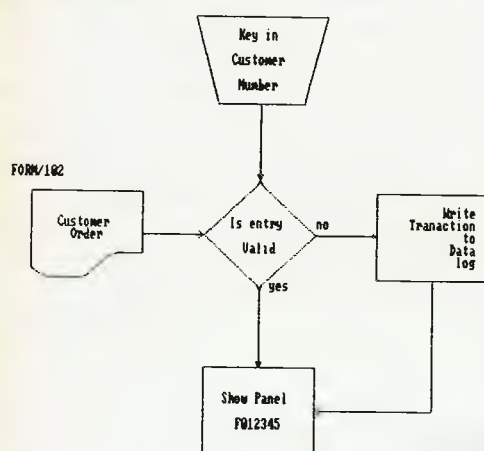 Key in
Customer
Number
FORM/102
Customer
Order
Is entry
Valid
no
yes
Write
Tranaction
to
Data
log
Show Panel
F012345